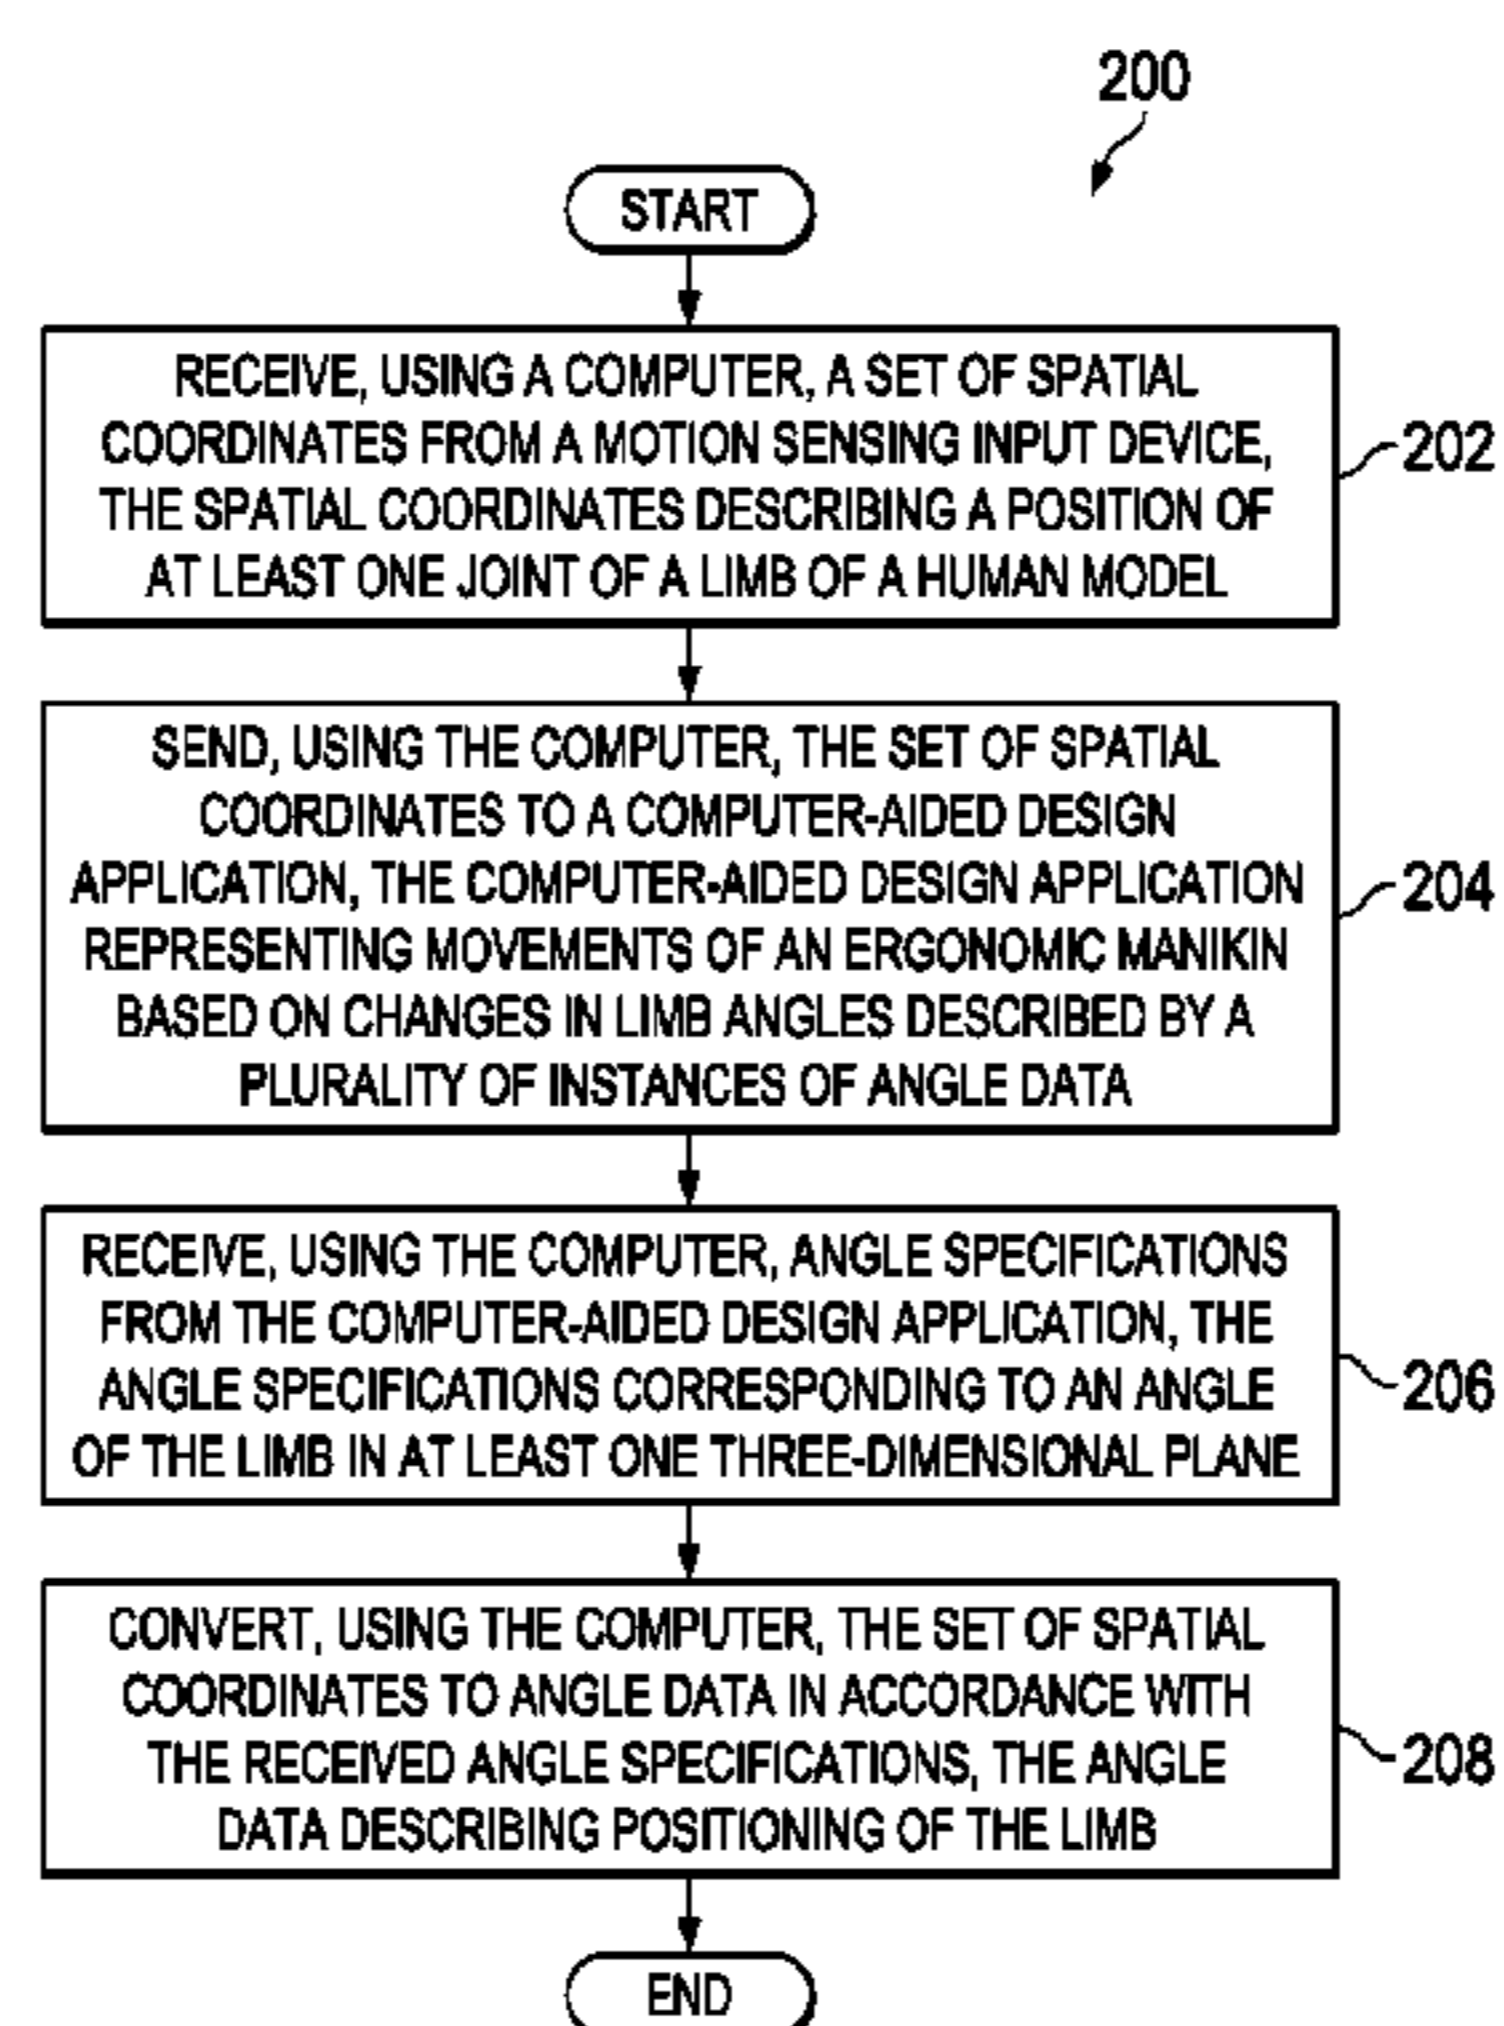 200
START
RECEIVE, USING A COMPUTER, A SET OF SPATIAL
COORDINATES FROM A MOTION SENSING INPUT DEVICE,
THE SPATIAL COORDINATES DESCRIBING A POSITION OF
AT LEAST ONE JOINT OF A LIMB OF A HUMAN MODEL
202
SEND, USING THE COMPUTER, THE SET OF SPATIAL
COORDINATES TO A COMPUTER-AIDED DESIGN
APPLICATION, THE COMPUTER-AIDED DESIGN APPLICATION
REPRESENTING MOVEMENTS OF AN ERGONOMIC MANIKIN
BASED ON CHANGES IN LIMB ANGLES DESCRIBED BY A
PLURALITY OF INSTANCES OF ANGLE DATA
204
RECEIVE, USING THE COMPUTER, ANGLE SPECIFICATIONS
FROM THE COMPUTER-AIDED DESIGN APPLICATION, THE
ANGLE SPECIFICATIONS CORRESPONDING TO AN ANGLE
OF THE LIMB IN AT LEAST ONE THREE-DIMENSIONAL PLANE
206
CONVERT, USING THE COMPUTER, THE SET OF SPATIAL
COORDINATES TO ANGLE DATA IN ACCORDANCE WITH
THE RECEIVED ANGLE SPECIFICATIONS, THE ANGLE
DATA DESCRIBING POSITIONING OF THE LIMB
208
END